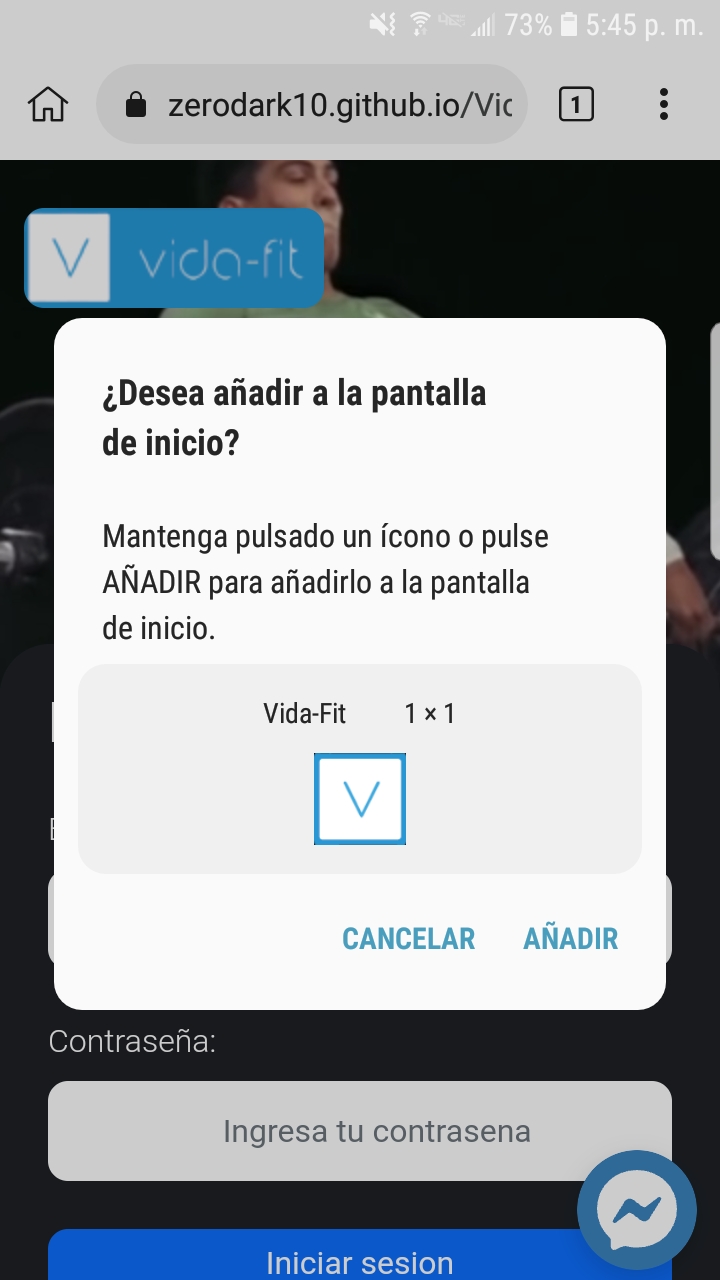 73% 5:45 p. m.
zerodark10.github.io/Vic
1
V vida-fit
¿Desea añadir a la pantalla
de inicio?
Mantenga pulsado un ícono o pulse
AÑADIR para añadirlo a la pantalla
de inicio.
Vida-Fit 1 × 1
V
CANCELAR AÑADIR
Contraseña:
Ingresa tu contrasena
Iniciar sesion